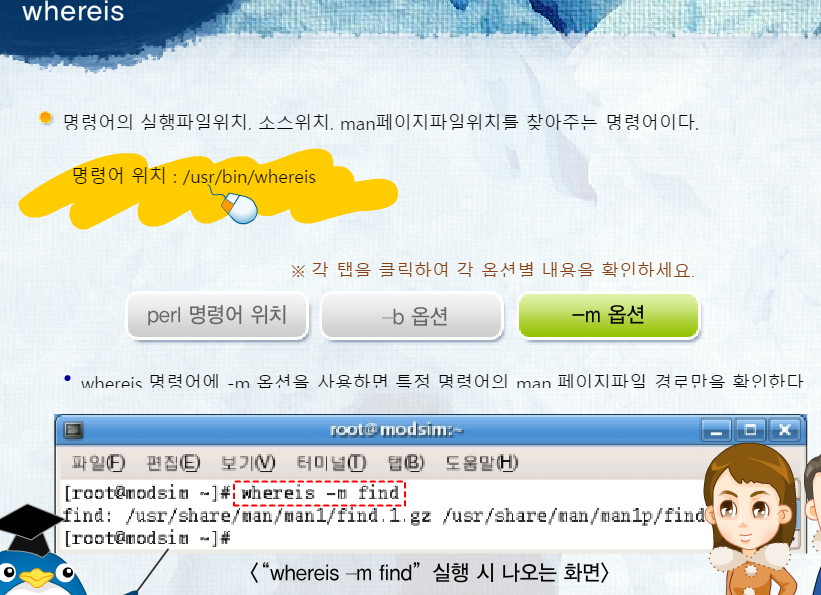 whereis
명령어의 실행파일위치, 소스위치, man페이지파일위치를 찾아주는 명령어이다.
명령어 위치 : /usr/bin/whereis
※ 각 탭을 클릭하여 각 옵션별 내용을 확인하세요.
perl 명령어 위치
–b 옵션
–m 옵션
• whereis 명령어에 -m 옵션을 사용하면 특정 명령어의 man 페이지파일 경로만을 확인한다
root@modsim:~
파일(F) 편집(E) 보기(V) 터미널(T) 탭(B) 도움말(H)
[root@modsim ~]# whereis -m find
find: /usr/share/man/man1/find.1.gz /usr/share/man/man1p/find
[root@modsim ~]#
〈“whereis –m find” 실행 시 나오는 화면〉